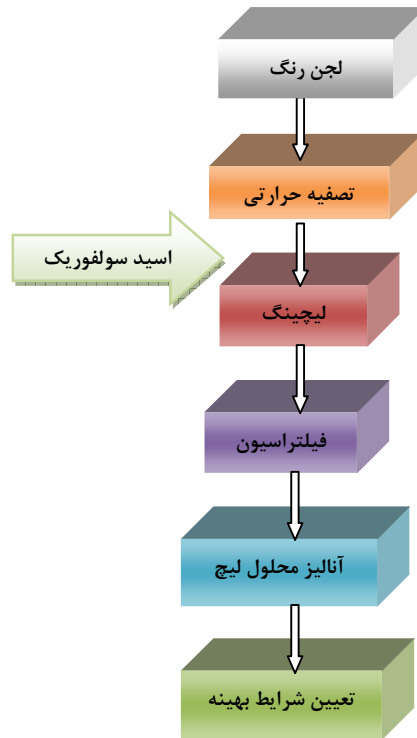 لجن رنگ
تصفیه حرارتی
اسید سولفوریک
لیچینگ
فیلتراسیون
آنالیز محلول لیچ
تعیین شرایط بهینه